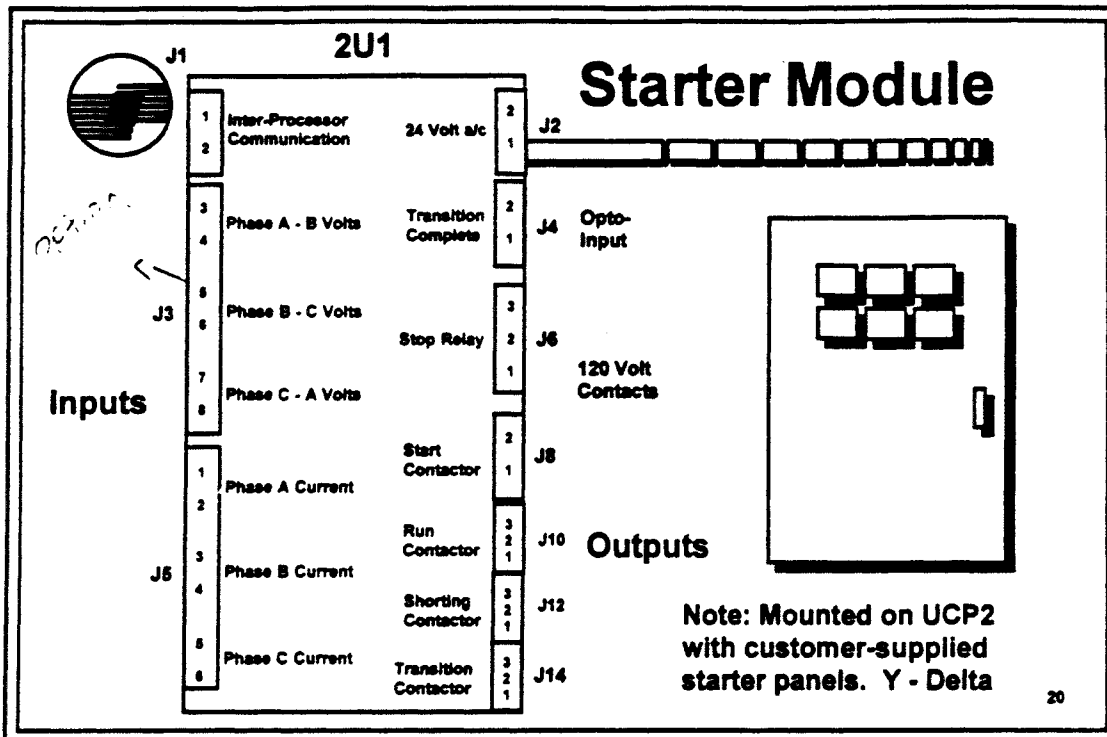 2U1
Starter Module
J1
1
2
Inter-Processor
Communication
24 Volt a/c
2
1
J2
3
4
Phase A - B Volts
Transition
Complete
2
1
J4
Opto-
Input
J3
5
6
Phase B - C Volts
Stop Relay
3
2
1
J6
120 Volt
Contacts
7
8
Phase C - A Volts
Inputs
J5
1
2
Phase A Current
Start
Contactor
2
1
J8
3
4
Phase B Current
Run
Contactor
3
2
1
J10
Outputs
Shorting
Contactor
3
2
1
J12
5
6
Phase C Current
Transition
Contactor
3
2
1
J14
Note: Mounted on UCP2
with customer-supplied
starter panels. Y - Delta
20